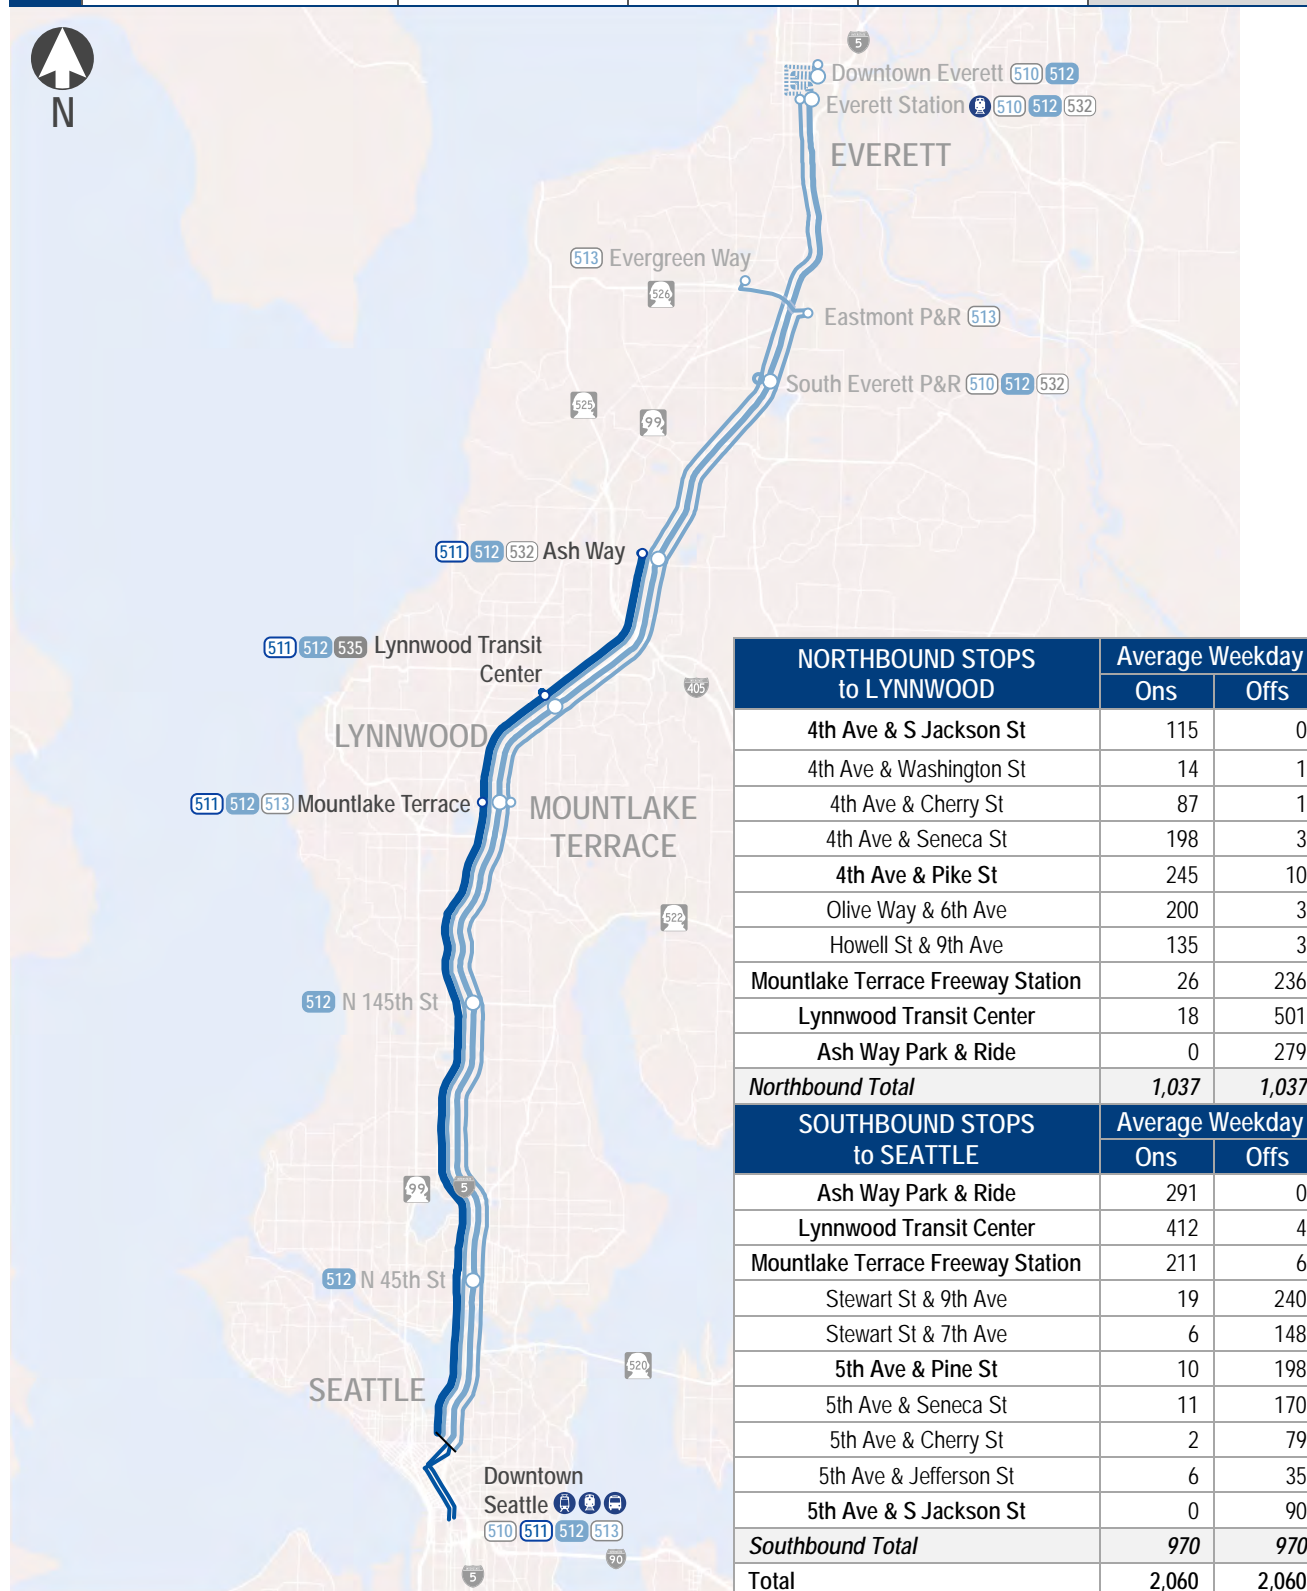 N
5
Downtown Everett 510 512
Everett Station 510 512 532
EVERETT
513 Evergreen Way
526
Eastmont P&R 513
South Everett P&R 510 512 532
525
99
511 512 532 Ash Way
511 512 535 Lynnwood Transit
Center
405
LYNNWOOD
511 512 513 Mountlake Terrace
MOUNTLAKE
TERRACE
522
512 N 145th St
99
5
512 N 45th St
520
SEATTLE
Downtown
Seattle
510 511 512 513
90
5
NORTHBOUND STOPS
to LYNNWOOD
Average Weekday
Ons Offs
4th Ave & S Jackson St 115 0
4th Ave & Washington St 14 1
4th Ave & Cherry St 87 1
4th Ave & Seneca St 198 3
4th Ave & Pike St 245 10
Olive Way & 6th Ave 200 3
Howell St & 9th Ave 135 3
Mountlake Terrace Freeway Station 26 236
Lynnwood Transit Center 18 501
Ash Way Park & Ride 0 279
Northbound Total 1,037 1,037
SOUTHBOUND STOPS
to SEATTLE
Average Weekday
Ons Offs
Ash Way Park & Ride 291 0
Lynnwood Transit Center 412 4
Mountlake Terrace Freeway Station 211 6
Stewart St & 9th Ave 19 240
Stewart St & 7th Ave 6 148
5th Ave & Pine St 10 198
5th Ave & Seneca St 11 170
5th Ave & Cherry St 2 79
5th Ave & Jefferson St 6 35
5th Ave & S Jackson St 0 90
Southbound Total 970 970
Total 2,060 2,060